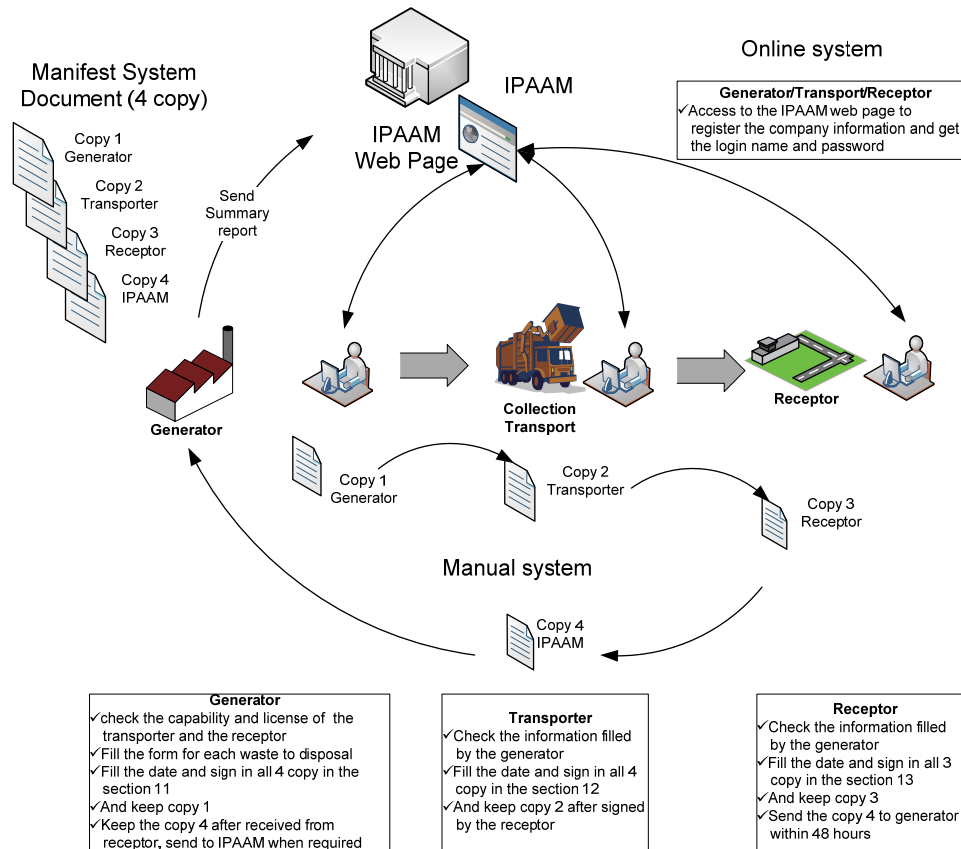 Manifest System
Document (4 copy)
Copy 1
Generator
Copy 2
Transporter
Copy 3
Receptor
Copy 4
IPAAM
Send
Summary
report
IPAAM
IPAAM
Web Page
Online system
Generator/Transport/Receptor
✓Access to the IPAAM web page to
register the company information and get
the login name and password
Generator
Collection
Transport
Receptor
Copy 1
Generator
Copy 2
Transporter
Copy 3
Receptor
Manual system
Copy 4
IPAAM
Generator
✓check the capability and license of the
transporter and the receptor
✓Fill the form for each waste to disposal
✓Fill the date and sign in all 4 copy in the
section 11
✓And keep copy 1
✓Keep the copy 4 after received from
receptor, send to IPAAM when required
Transporter
✓Check the information filled
by the generator
✓Fill the date and sign in all 4
copy in the section 12
✓And keep copy 2 after signed
by the receptor
Receptor
✓Check the information filled
by the generator
✓Fill the date and sign in all 3
copy in the section 13
✓And keep copy 3
✓Send the copy 4 to generator
within 48 hours